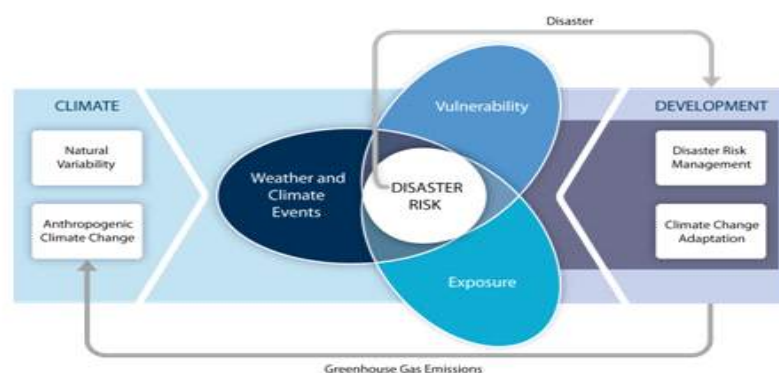 Disaster
CLIMATE
Natural
Variability
Anthropogenic
Climate Change
Vulnerability
Weather and
Climate
Events
DISASTER
RISK
Exposure
DEVELOPMENT
Disaster Risk
Management
Climate Change
Adaptation
Greenhouse Gas Emissions